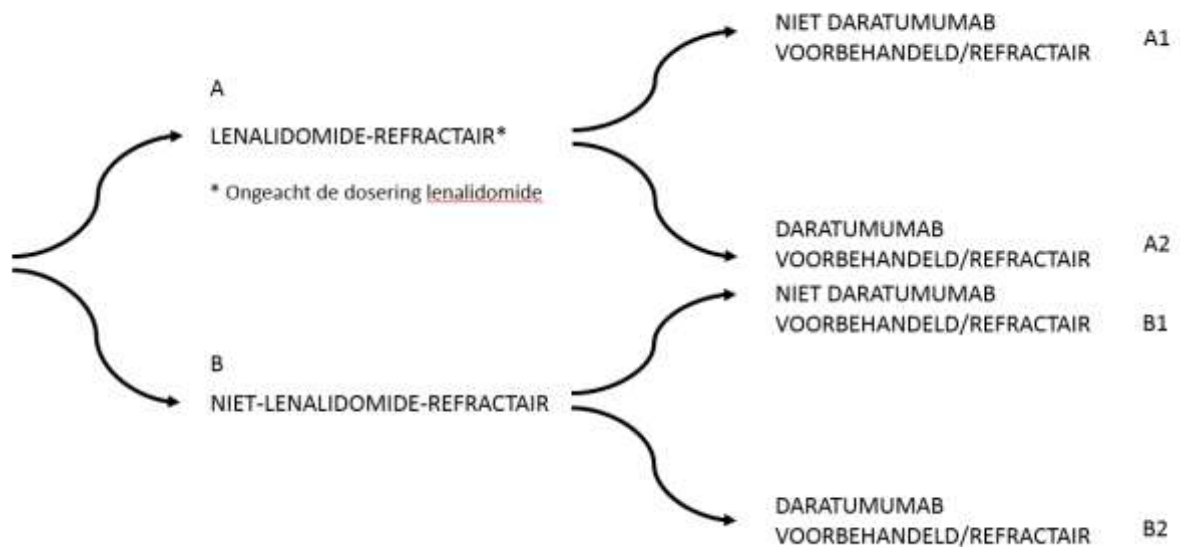 NIET DARATUMUMAB
VOORBEHANDELD/REFRACTAIR
A1
A
LENALIDOMIDE-REFRACTAIR*
* Ongeacht de dosering lenalidomide
DARATUMUMAB
VOORBEHANDELD/REFRACTAIR
A2
NIET DARATUMUMAB
VOORBEHANDELD/REFRACTAIR
B1
B
NIET-LENALIDOMIDE-REFRACTAIR
DARATUMUMAB
VOORBEHANDELD/REFRACTAIR
B2